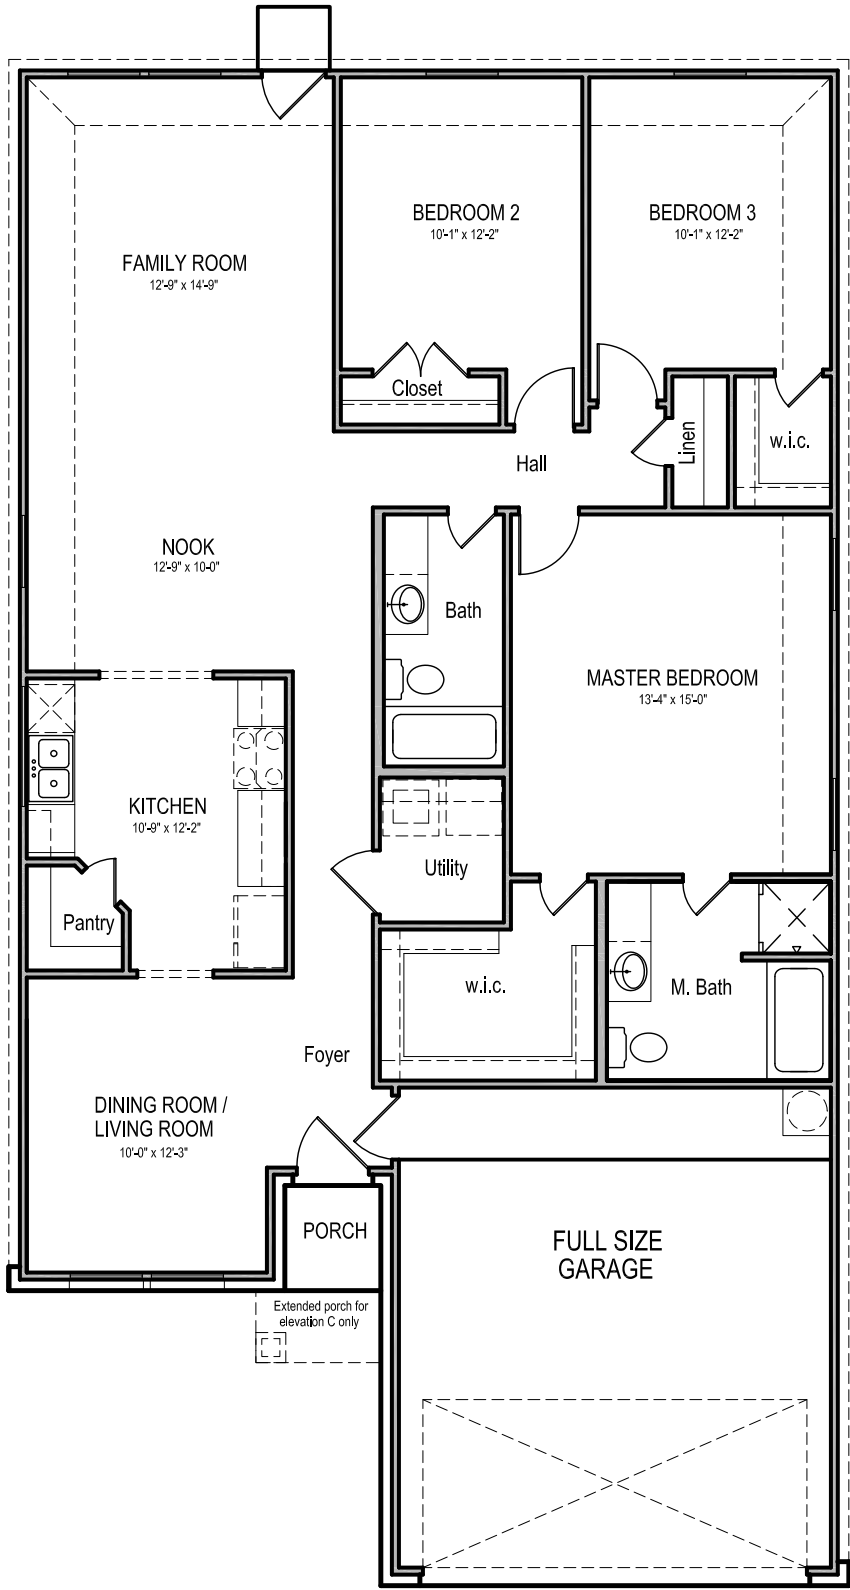 BEDROOM 2
10'-1" x 12'-2"
BEDROOM 3
10'-1" x 12'-2"
FAMILY ROOM
12'-9" x 14'-9"
Closet
Linen
w.i.c.
Hall
NOOK
12'-9" x 10-0"
Bath
MASTER BEDROOM
13'-4" x 15'-0"
KITCHEN
10'-9" x 12'-2"
Utility
Pantry
w.i.c.
M. Bath
Foyer
DINING ROOM /
LIVING ROOM
10'-0" x 12'-3"
PORCH
FULL SIZE
GARAGE
Extended porch for
elevation C only